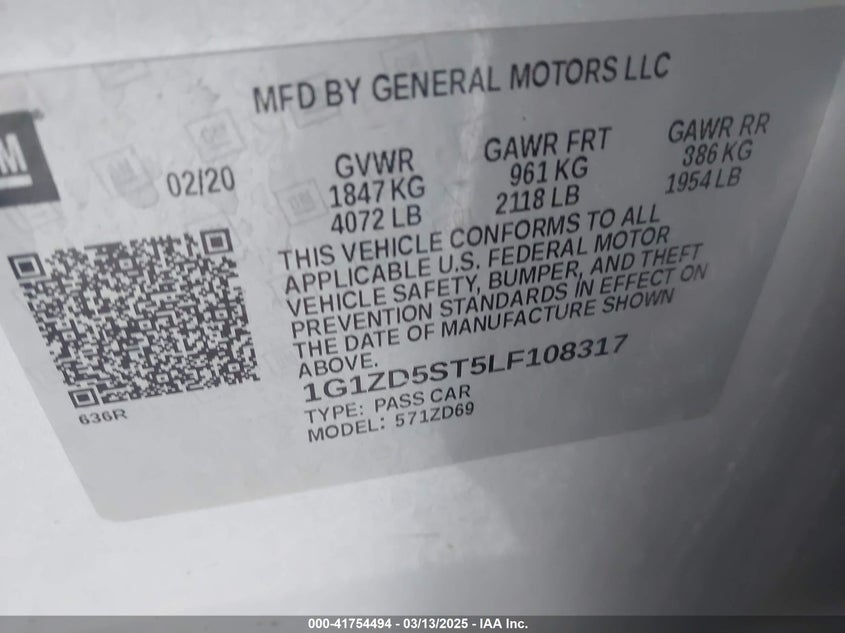 MFD BY GENERAL MOTORS LLC
02/20
GVWR
1847 KG
4072 LB
GAWR FRT
961 KG
2118 LB
GAWR RR
386 KG
1954 LB
THIS VEHICLE CONFORMS TO ALL
APPLICABLE U.S. FEDERAL MOTOR
VEHICLE SAFETY, BUMPER, AND THEFT
PREVENTION STANDARDS IN EFFECT ON
THE DATE OF MANUFACTURE SHOWN
ABOVE.
1G1ZD5ST5LF108317
TYPE: PASS CAR
MODEL: 571ZD69
636R
000-41754494 - 03/13/2025 - IAA Inc.